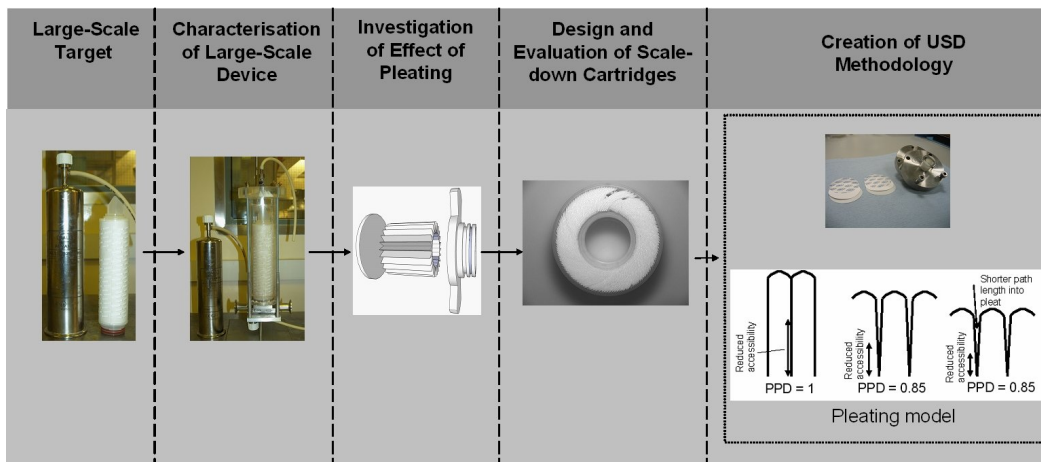 Large-Scale
Target
Characterisation
of Large-Scale
Device
Investigation
of Effect of
Pleating
Design and
Evaluation of Scale-
down Cartridges
Creation of USD
Methodology
Reduced
accessibility
PPD = 1
Reduced
accessibility
PPD = 0.85
Shorter path
length into
pleat
Reduced
accessibility
PPD = 0.85
Pleating model